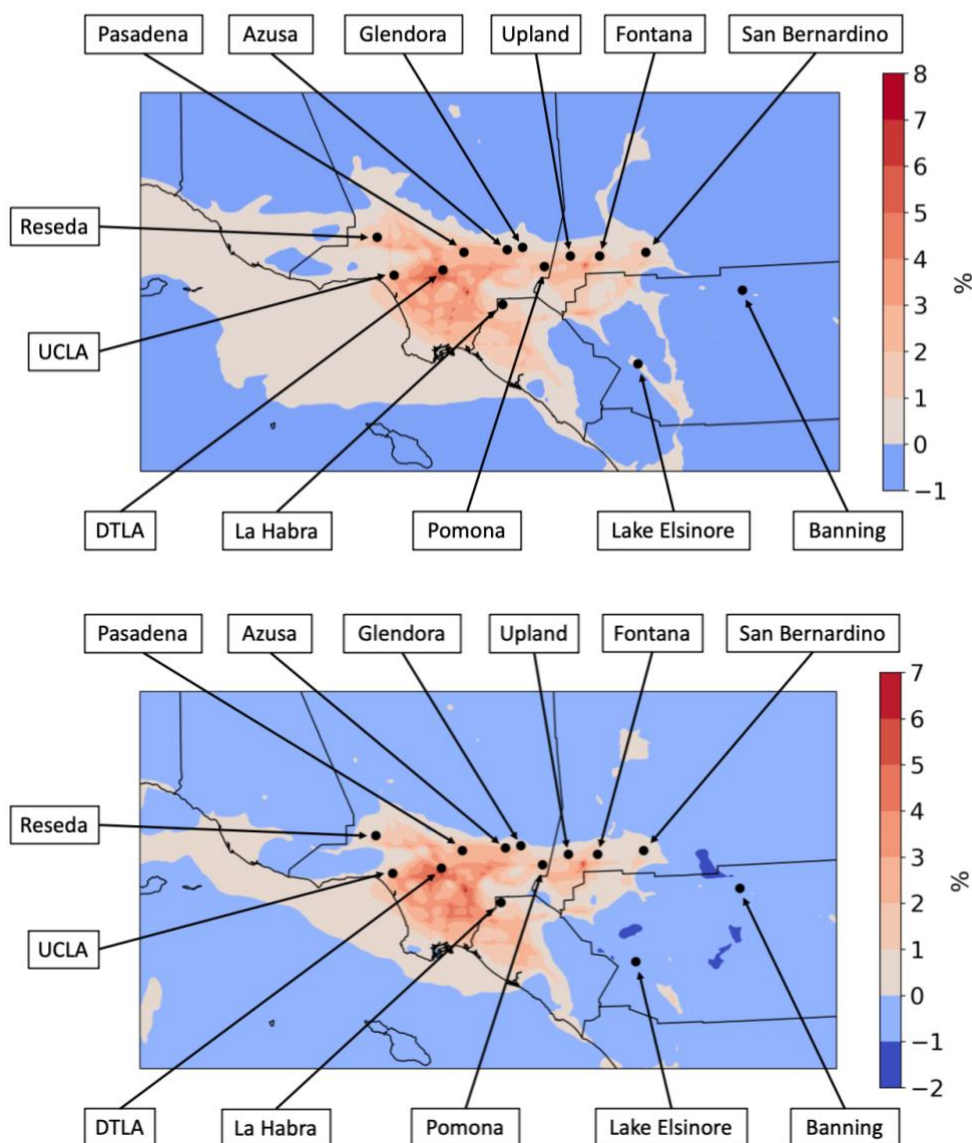 Pasadena Azusa Glendora Upland Fontana San Bernardino
8
7
6
5
4
3
2
1
0
−1
%
Reseda
UCLA
DTLA La Habra Pomona Lake Elsinore Banning
Pasadena Azusa Glendora Upland Fontana San Bernardino
7
6
5
4
3
2
1
0
−1
−2
%
Reseda
UCLA
DTLA La Habra Pomona Lake Elsinore Banning